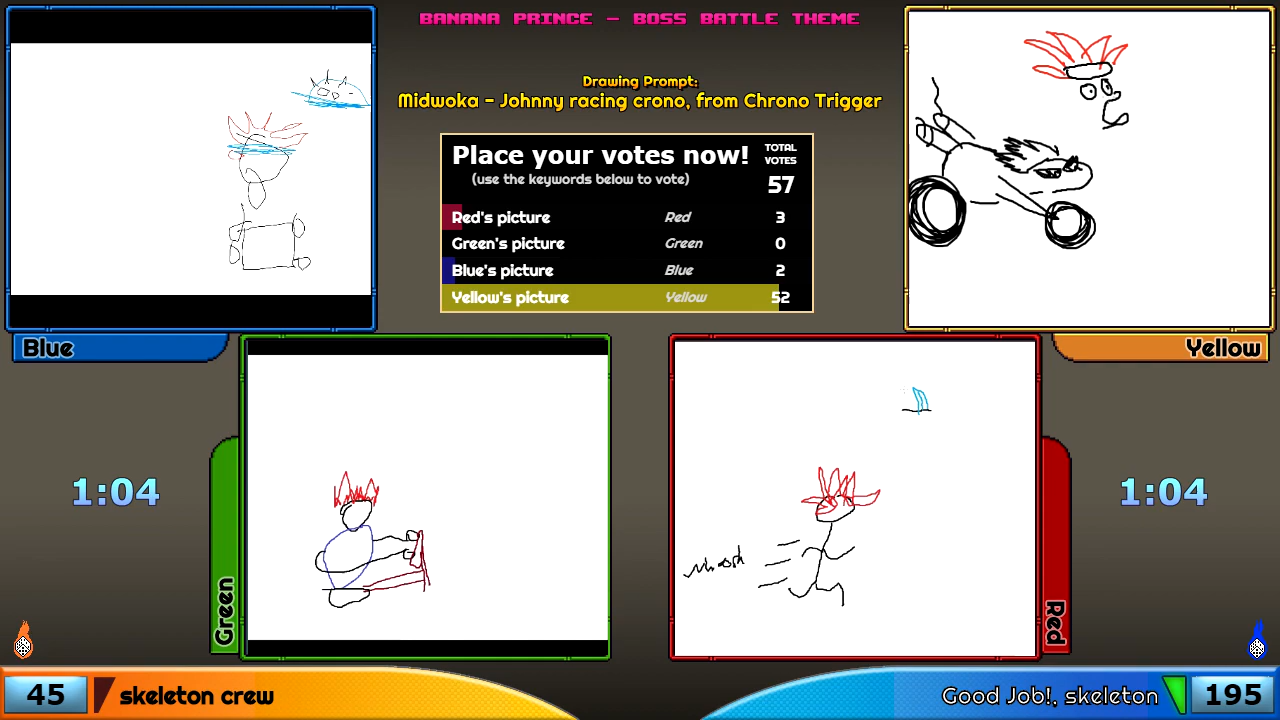 BANANA PRINCE - BOSS BATTLE THEME
Drawing Prompt:
Midwoka - Johnny racing crono, from Chrono Trigger
Place your votes now!
(use the keywords below to vote)
TOTAL VOTES
57
Red's picture Red 3
Green's picture Green 0
Blue's picture Blue 2
Yellow's picture Yellow 52
Blue
Yellow
1:04
1:04
Green
Red
whoosh
45
skeleton crew
Good Job!, skeleton
195